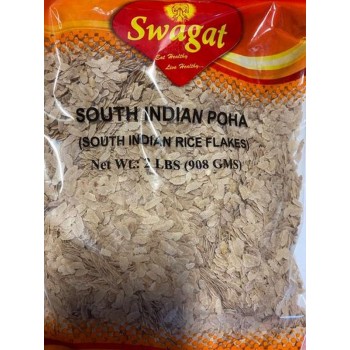 Swagat
Eat Healthy
Live Healthy...
SOUTH INDIAN POHA
(SOUTH INDIAN RICE FLAKES)
Net Wt.: 2 LBS (908 GMS)